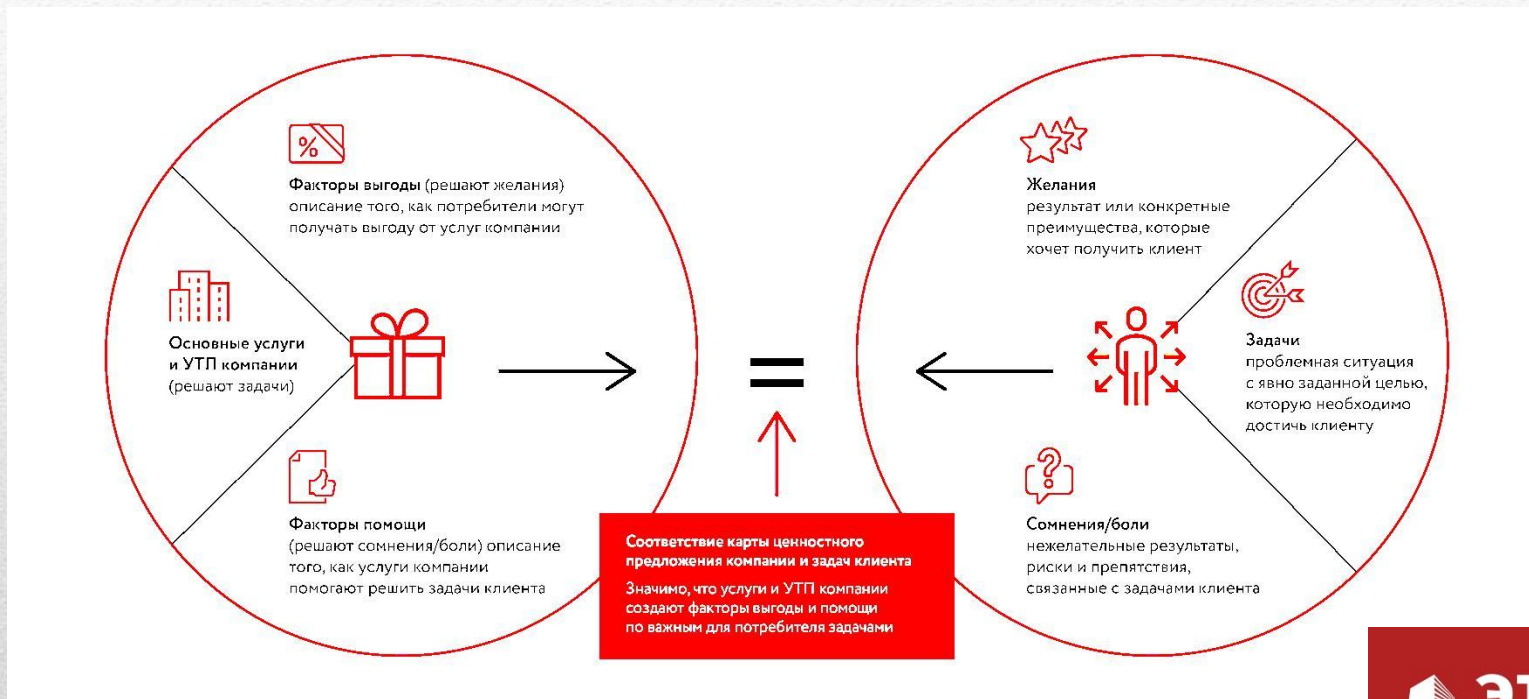 %
Факторы выгоды (решают желания)
описание того, как потребители могут
получать выгоду от услуг компании
Основные услуги
и УТП компании
(решают задачи)
Факторы помощи
(решают сомнения/боли) описание
того, как услуги компании
помогают решить задачи клиента
=
Соответствие карты ценностного
предложения компании и задач клиента
Значимо, что услуги и УТП компании
создают факторы выгоды и помощи
по важным для потребителя задачами
Желания
результат или конкретные
преимущества, которые
хочет получить клиент
Задачи
проблемная ситуация
с явно заданной целью,
которую необходимо
достичь клиенту
?
Сомнения/боли
нежелательные результаты,
риски и препятствия,
связанные с задачами клиента